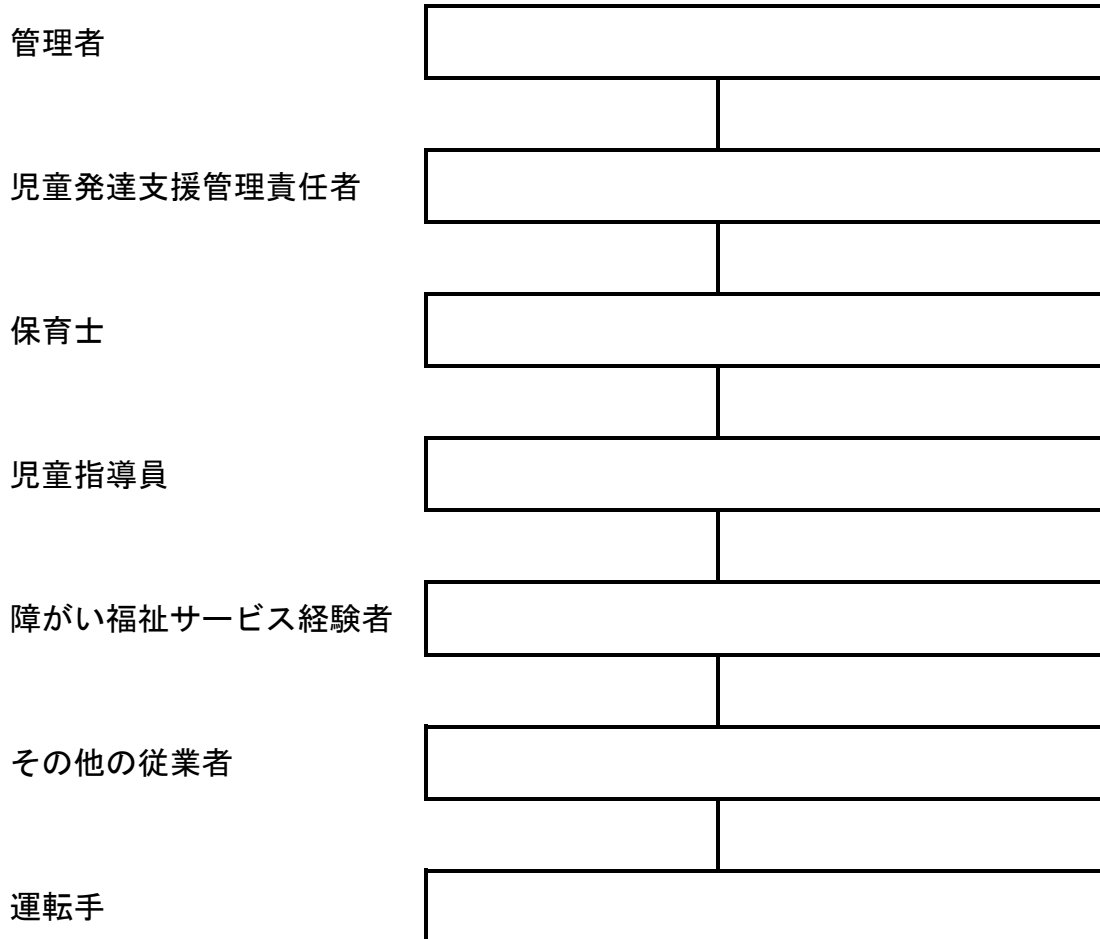 管理者
児童発達支援管理責任者
保育士
児童指導員
障がい福祉サービス経験者
その他の従業者
運転手